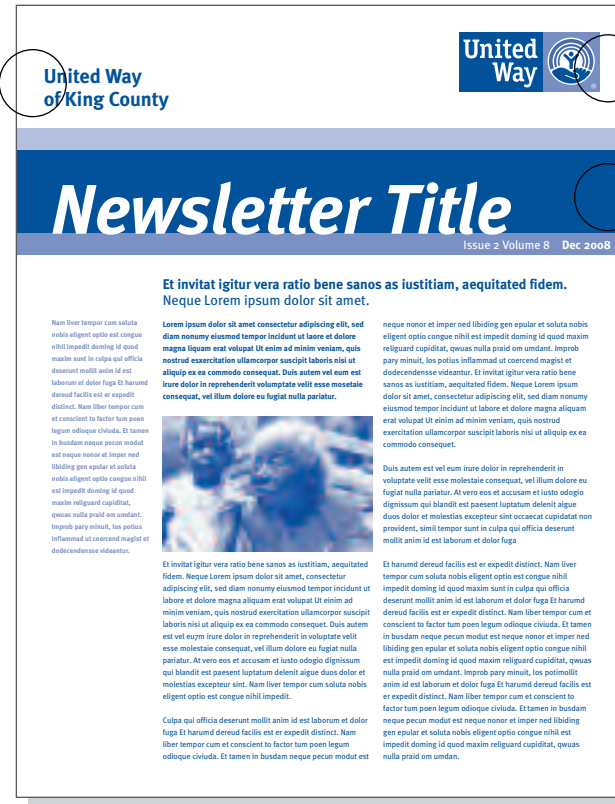 United Way
of King County
United
Way
®
Newsletter Title
Issue 2 Volume 8 Dec 2008
Et invitat igitur vera ratio bene sanos as iustitiam, aequitated fidem.
Neque Lorem ipsum dolor sit amet.
Nam liver tempor cum soluta
nobis eligent optio est congue
nihil impedit doming id quod
maxim sunt in culpa qui officia
deserunt mollit anim id est
laborum et dolor fuga Et harumd
dereud facilis est er expedit
distinct. Nam liber tempor cum
et conscient to factor tum poen
legum odioque civiuda. Et tamen
in busdam neque pecun modut
est neque nonor et imper ned
libiding gen epular et soluta
nobis eligent optio congue nihil
est impedit doming id quod
maxim religuard cupiditat,
qwuas nulla praid om umdant.
Improb pary minuit, los potius
inflammad ut coercend magist et
dodecendensse videantur.
Lorem ipsum dolor sit amet consectetur adipiscing elit, sed
diam nonumy eiusmod tempor incidunt ut laore et dolore
magna liquam erat volupat Ut enim ad minim veniam, quis
nostrud exsercitation ullamcorpor suscipit laboris nisi ut
aliquip ex ea commodo consequat. Duis autem vel eum est
irure dolor in reprehenderit volumptate velit esse mosetaie
consequat, vel illum dolore eu fugiat nulla pariatur.
Et invitat igitur vera ratio bene sanos as iustitiam, aequitated
fidem. Neque Lorem ipsum dolor sit amet, consectetur
adipiscing elit, sed diam nonumy eiusmod tempor incidunt ut
labore et dolore magna aliquam erat volupat Ut enim ad
minim veniam, quis nostrud exercitation ullamcorpor suscipit
laboris nisi ut aliquip ex ea commodo consequat. Duis autem
est vel eu7m irure dolor in reprehenderit in voluptate velit
esse molestaie consequat, vel illum dolore eu fugiat nulla
pariatur. At vero eos et accusam et iusto odogio dignissum
qui blandit est paesent luptatum delenit aigue duos dolor et
molestias excepteur sint. Nam liver tempor cum soluta nobis
eligent optio est congue nihil impedit.
Culpa qui officia deserunt mollit anim id est laborum et dolor
fuga Et harumd dereud facilis est er expedit distinct. Nam
liber tempor cum et conscient to factor tum poen legum
odioque civiuda. Et tamen in busdam neque pecun modut est
neque nonor et imper ned libiding gen epular et soluta nobis
eligent optio est congue nihil impedit doming id quod maxim
religuard cupiditat, qwuas nulla praid om umdant. Improb
pary minuit, los potius inflammad ut coercend magist et
dodecendensse videantur. Et invitat igitur vera ratio bene
sanos as iustitiam, aequitated fidem. Neque Lorem ipsum
dolor sit amet, consectetur adipiscing elit, sed diam nonumy
eiusmod tempor incidunt ut labore et dolore magna aliquam
erat volupat Ut enim ad minim veniam, quis nostrud
exercitation ullamcorpor suscipit laboris nisi ut aliquip ex ea
commodo consequet.
Duis autem est vel eum irure dolor in reprehenderit in
voluptate velit esse molestaie consequat, vel illum dolore eu
fugiat nulla pariatur. At vero eos et accusam et iusto odogio
dignissum qui blandit est paesent luptatum delenit aigue
duos dolor et molestias excepteur sint occaecat cupidatat non
provident, simil tempor sunt in culpa qui officia deserunt
mollit anim id est laborum et dolor fuga
Et harumd dereud facilis est er expedit distinct. Nam liver
tempor cum soluta nobis eligent optio est congue nihil
impedit doming id quod maxim sunt in culpa qui officia
deserunt mollit anim id est laborum et dolor fuga Et harumd
dereud facilis est er expedit distinct. Nam liber tempor cum et
conscient to factor tum poen legum odioque civiuda. Et tamen
in busdam neque pecun modut est neque nonor et imper ned
libiding gen epular et soluta nobis eligent optio congue nihil
est impedit doming id quod maxim religuard cupiditat, qwuas
nulla praid om umdant. Improb pary minuit, los potimollit
anim id est laborum et dolor fuga Et harumd dereud facilis est
er expedit distinct. Nam liber tempor cum et conscient to
factor tum poen legum odioque civiuda. Et tamen in busdam
neque pecun modut est neque nonor et imper ned libiding
gen epular et soluta nobis eligent optio congue nihil est
impedit doming id quod maxim religuard cupiditat, qwuas
nulla praid om umdan.